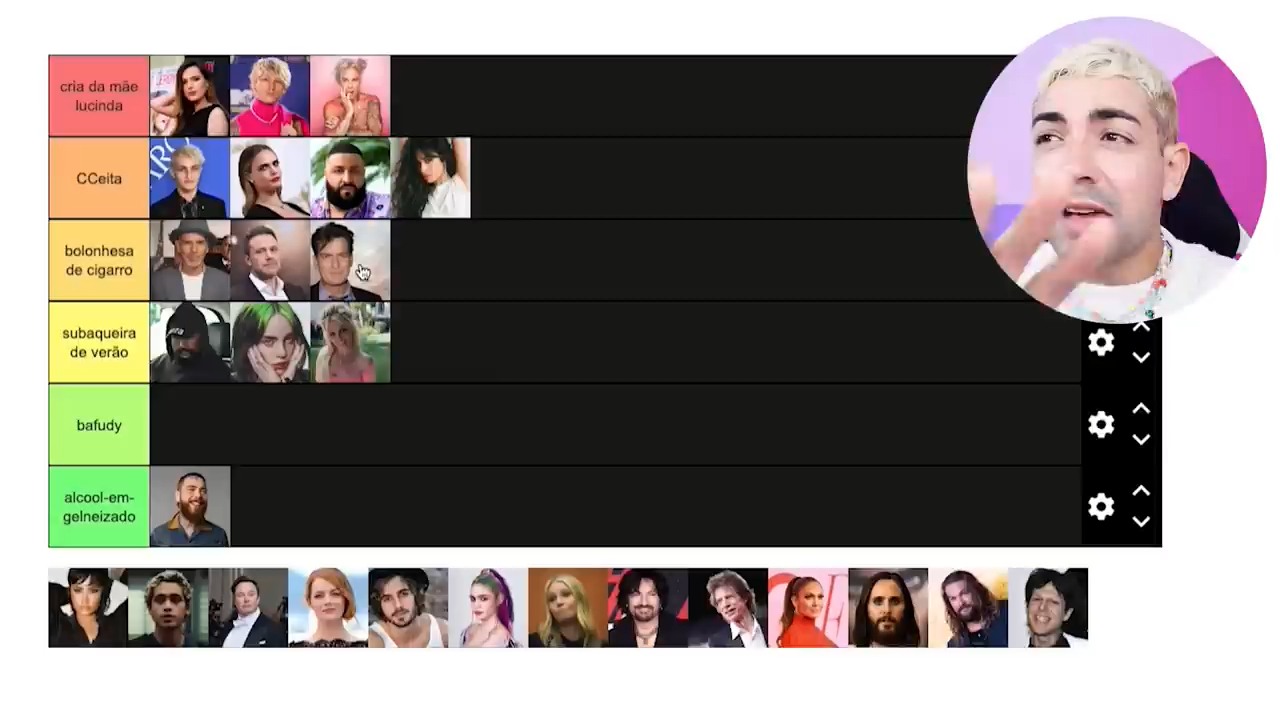 cria da mãe
lucinda
CCeita
bolonhesa
de cigarro
subaqueira
de verão
bafudy
alcool-em-
gelneizado